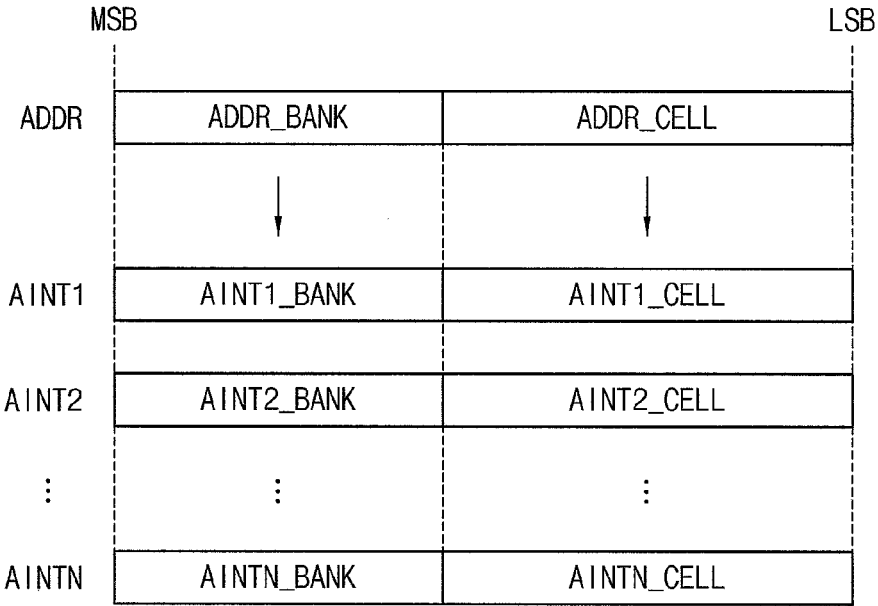 MSB LSB
ADDR ADDR_BANK ADDR_CELL
AINT1 AINT1_BANK AINT1_CELL
AINT2 AINT2_BANK AINT2_CELL
⋮ ⋮ ⋮
AINTN AINTN_BANK AINTN_CELL